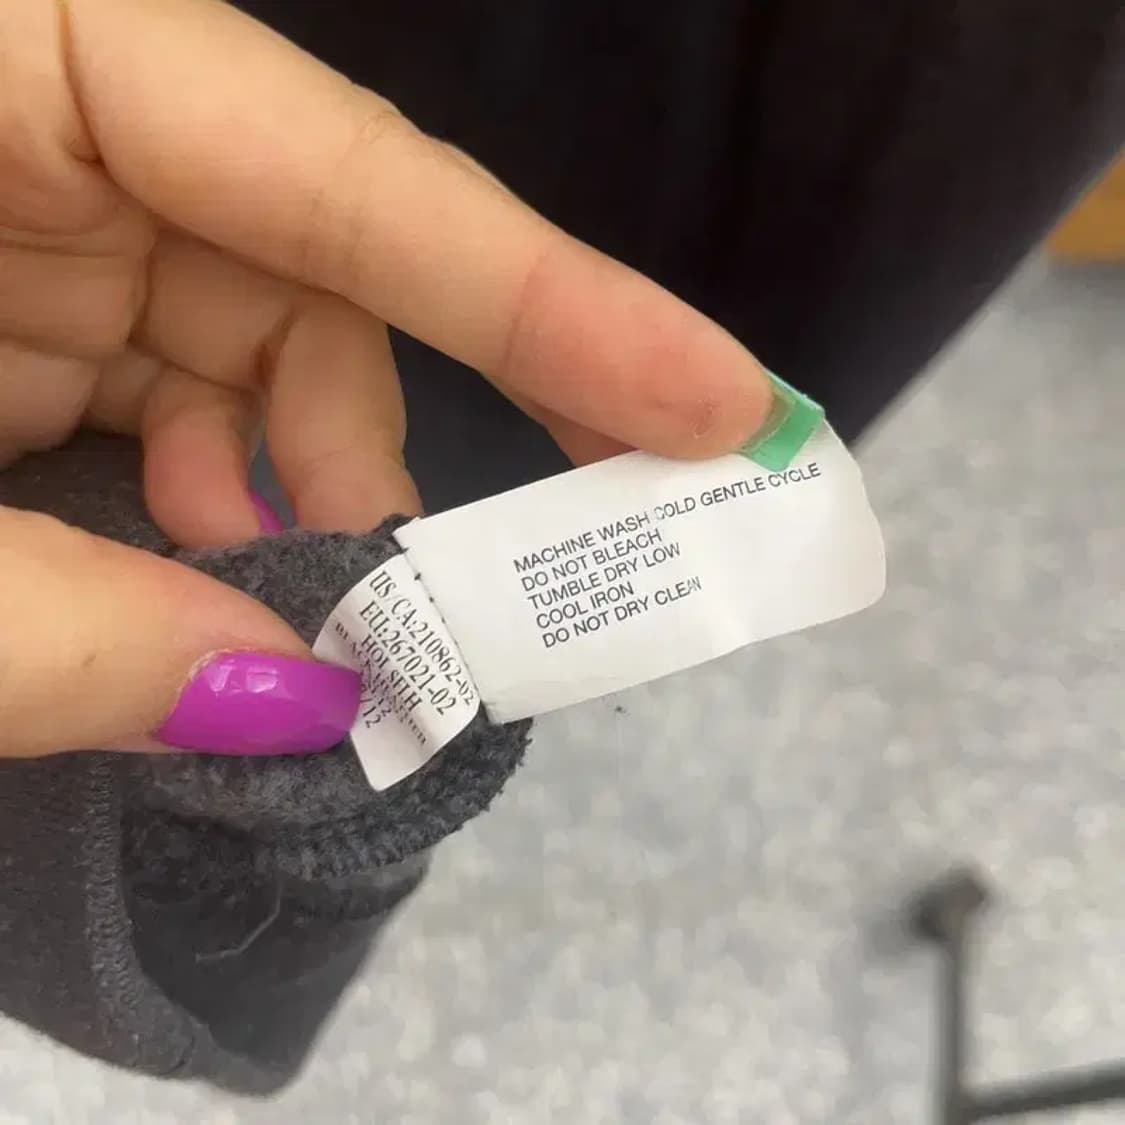 MACHINE WASH COLD GENTLE CYCLE
DO NOT BLEACH
TUMBLE DRY LOW
COOL IRON
DO NOT DRY CLEAN
US/CA:210862-02
EU:267021-02